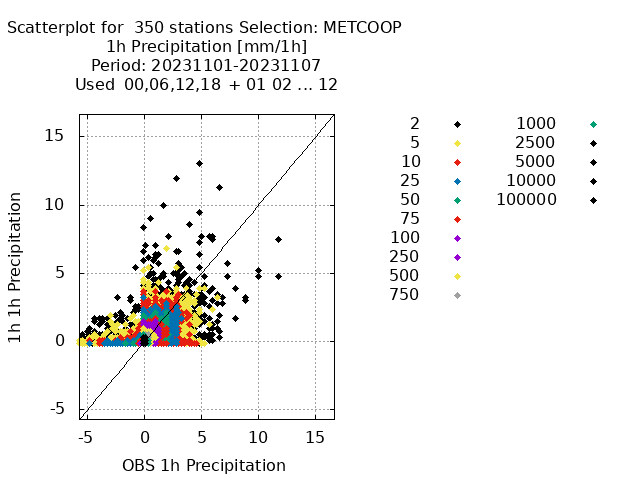 Scatterplot for 350 stations Selection: METCOOP
1h Precipitation [mm/1h]
Period: 20231101-20231107
Used 00,06,12,18 + 01 02 ... 12
15
10
5
0
-5
-5 0 5 10 15
1h 1h Precipitation
OBS 1h Precipitation
2
5
10
25
50
75
100
250
500
750
1000
2500
5000
10000
100000